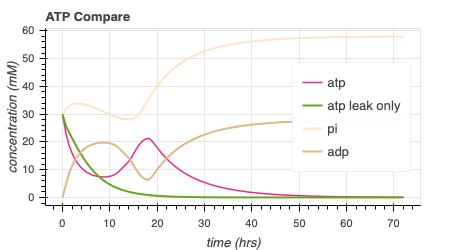 ATP Compare
60
50
40
30
20
10
0
concentration (mM)
atp
atp leak only
pi
adp
0 10 20 30 40 50 60 70
time (hrs)